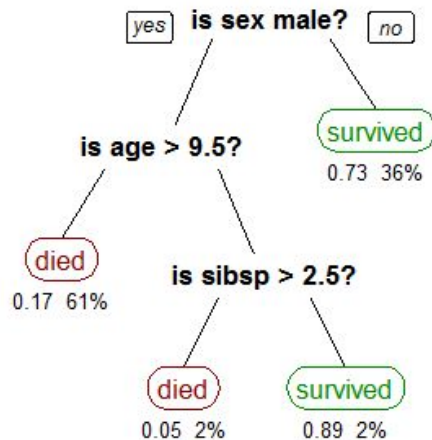 yes is sex male? no
survived
0.73 36%
is age > 9.5?
died
0.17 61%
is sibsp > 2.5?
died survived
0.05 2% 0.89 2%